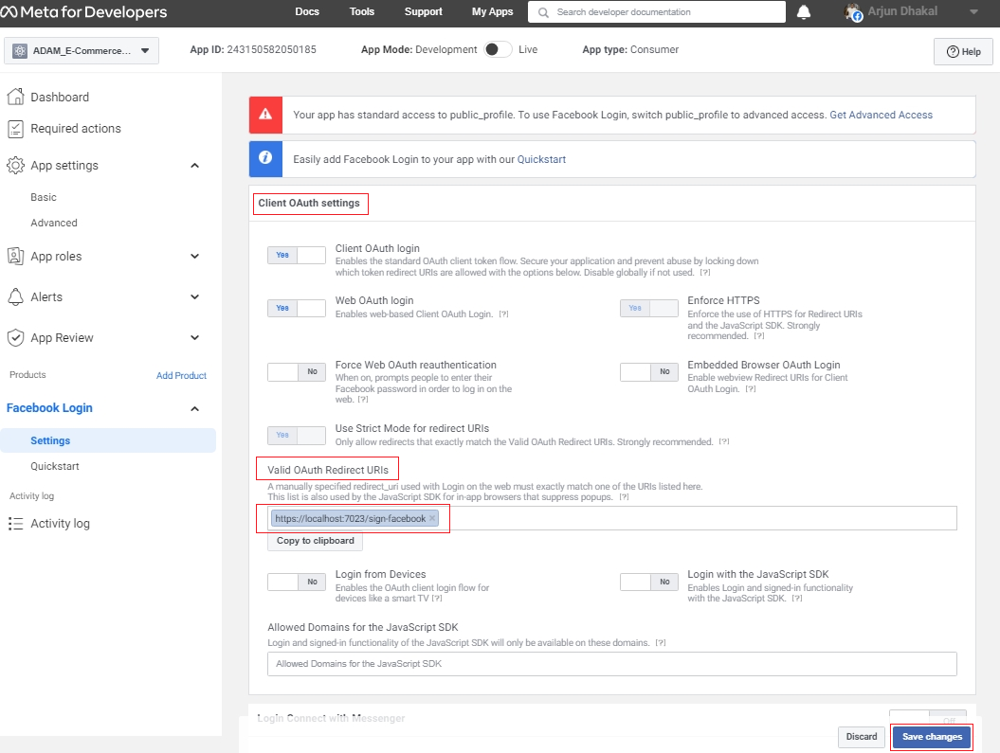 Meta for Developers
Docs
Tools
Support
My Apps
Search developer documentation
Arjun Dhakal
ADAM_E-Commerce...
App ID: 243150582050185
App Mode: Development
Live
App type: Consumer
Help
Dashboard
Required actions
App settings
Basic
Advanced
App roles
Alerts
App Review
Products
Add Product
Facebook Login
Settings
Quickstart
Activity log
Activity log
Your app has standard access to public_profile. To use Facebook Login, switch public_profile to advanced access. Get Advanced Access
Easily add Facebook Login to your app with our Quickstart
Client OAuth settings
Yes
Client OAuth login
Enables the standard OAuth client token flow. Secure your application and prevent abuse by locking down
which token redirect URIs are allowed with the options below. Disable globally if not used. [?]
Yes
Web OAuth login
Enables web-based Client OAuth Login. [?]
Yes
Enforce HTTPS
Enforce the use of HTTPS for Redirect URIs
and the JavaScript SDK. Strongly
recommended. [?]
No
Force Web OAuth reauthentication
When on, prompts people to enter their
Facebook password in order to log in on the
web. [?]
No
Embedded Browser OAuth Login
Enable webview Redirect URIs for Client
OAuth Login. [?]
Yes
Use Strict Mode for redirect URIs
Only allow redirects that exactly match the Valid OAuth Redirect URIs. Strongly recommended. [?]
Valid OAuth Redirect URIs
A manually specified redirect_uri used with Login on the web must exactly match one of the URIs listed here.
This list is also used by the JavaScript SDK for in-app browsers that suppress popups. [?]
https://localhost:7023/sign-facebook ×
Copy to clipboard
No
Login from Devices
Enables the OAuth client login flow for
devices like a smart TV [?]
No
Login with the JavaScript SDK
Enables Login and signed-in functionality
with the JavaScript SDK. [?]
Allowed Domains for the JavaScript SDK
Login and signed-in functionality of the JavaScript SDK will only be available on these domains. [?]
Allowed Domains for the JavaScript SDK
Login Connect with Messenger
Off
Discard
Save changes